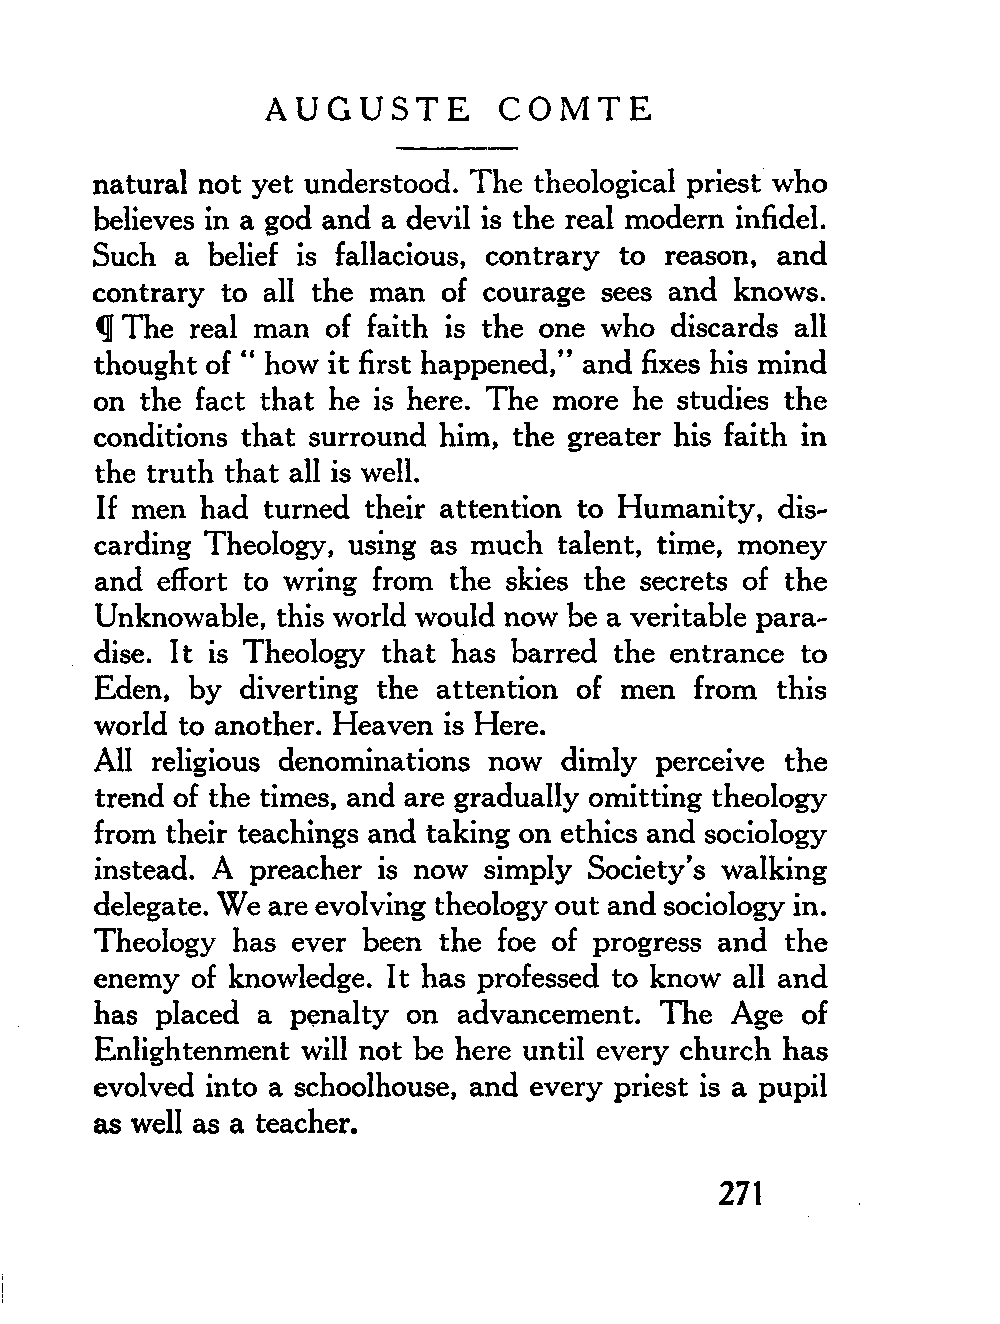 AUGUSTE COMTE
natural not yet understood. The theological priest who
believes in a god and a devil is the real modern infidel.
Such a belief is fallacious, contrary to reason, and
contrary to all the man of courage sees and knows.
¶ The real man of faith is the one who discards all
thought of “ how it first happened,” and fixes his mind
on the fact that he is here. The more he studies the
conditions that surround him, the greater his faith in
the truth that all is well.
If men had turned their attention to Humanity, dis-
carding Theology, using as much talent, time, money
and effort to wring from the skies the secrets of the
Unknowable, this world would now be a veritable para-
dise. It is Theology that has barred the entrance to
Eden, by diverting the attention of men from this
world to another. Heaven is Here.
All religious denominations now dimly perceive the
trend of the times, and are gradually omitting theology
from their teachings and taking on ethics and sociology
instead. A preacher is now simply Society's walking
delegate. We are evolving theology out and sociology in.
Theology has ever been the foe of progress and the
enemy of knowledge. It has professed to know all and
has placed a penalty on advancement. The Age of
Enlightenment will not be here until every church has
evolved into a schoolhouse, and every priest is a pupil
as well as a teacher.
271